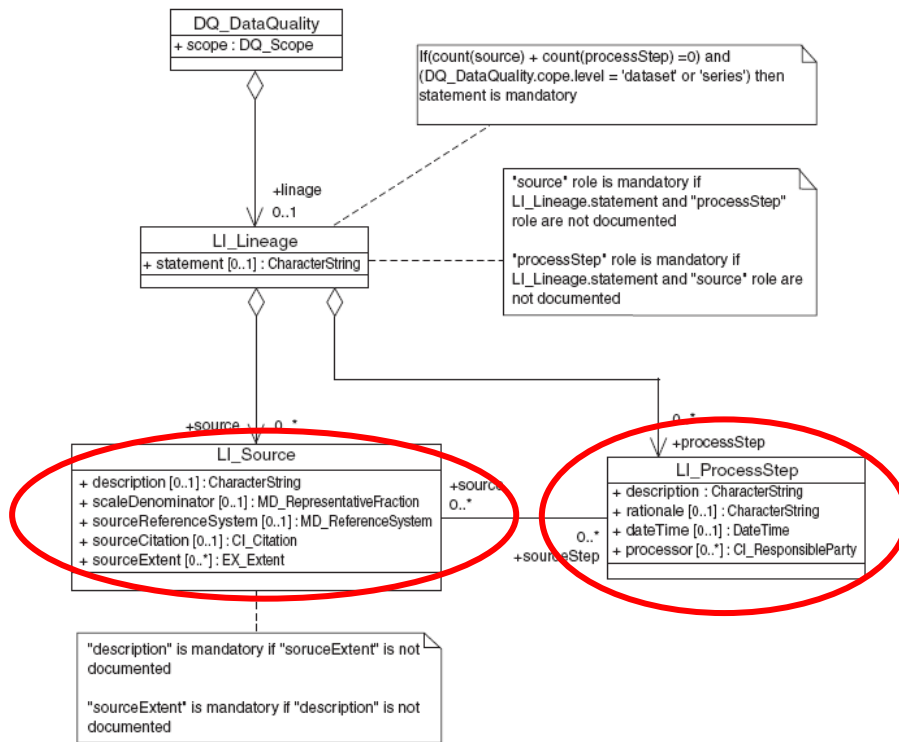 DQ_DataQuality
+ scope : DQ_Scope
If(count(source) + count(processStep) =0) and
(DQ_DataQuality.cope.level = 'dataset' or 'series') then
statement is mandatory
+linage
0..1
"source" role is mandatory if
LI_Lineage.statement and "processStep"
role are not documented
"processStep" role is mandatory if
LI_Lineage.statement and "source" role are
not documented
LI_Lineage
+ statement [0..1] : CharacterString
+source
0..*
0..*
+processStep
LI_Source
+ description [0..1] : CharacterString
+ scaleDenominator [0..1] : MD_RepresentativeFraction
+ sourceReferenceSystem [0..1] : MD_ReferenceSystem
+ sourceCitation [0..1] : CI_Citation
+ sourceExtent [0..*] : EX_Extent
+source
0..*
0..*
+sourceStep
LI_ProcessStep
+ description : CharacterString
+ rationale [0..1] : CharacterString
+ dateTime [0..1] : DateTime
+ processor [0..*] : CI_ResponsibleParty
"description" is mandatory if "soruceExtent" is not
documented
"sourceExtent" is mandatory if "description" is not
documented